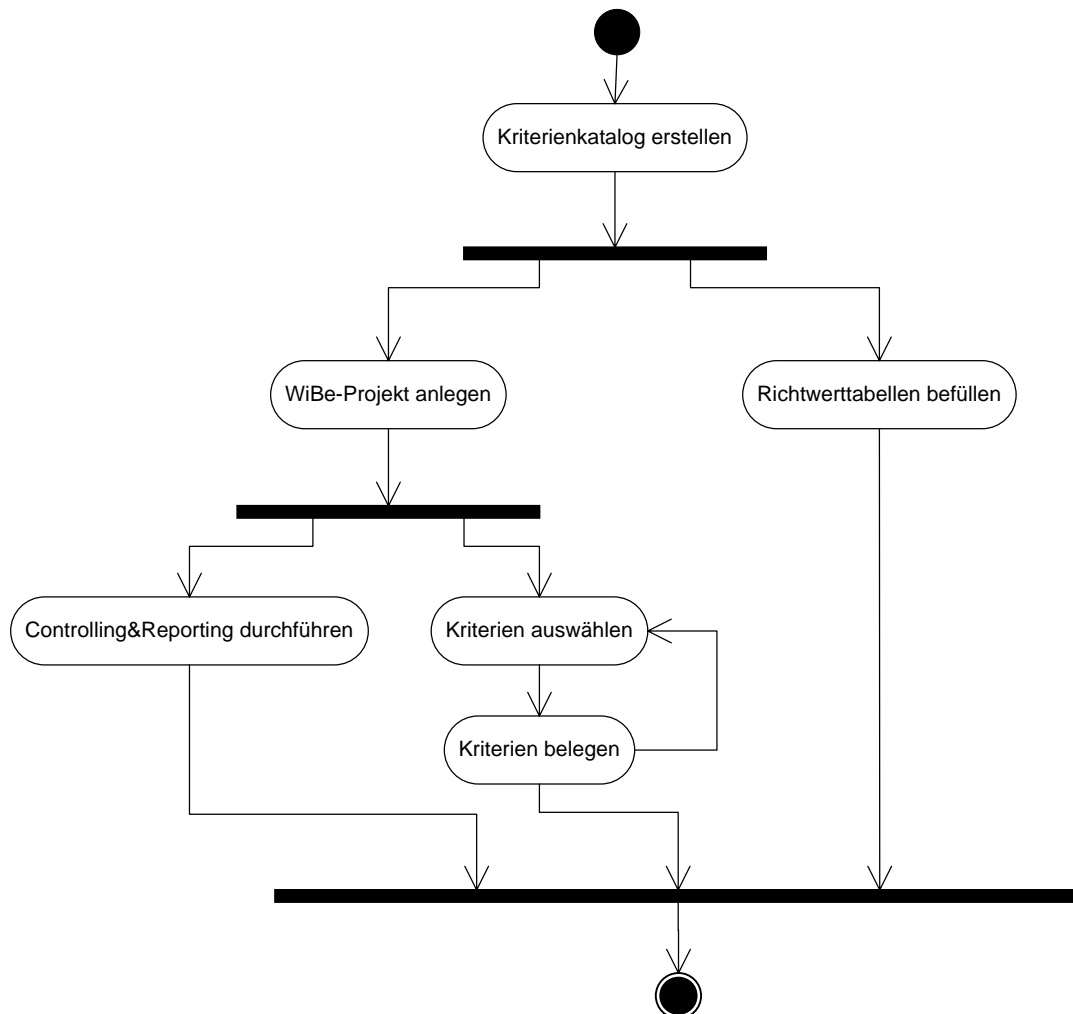 Kriterienkatalog erstellen
WiBe-Projekt anlegen
Richtwerttabellen befüllen
Controlling&Reporting durchführen
Kriterien auswählen
Kriterien belegen